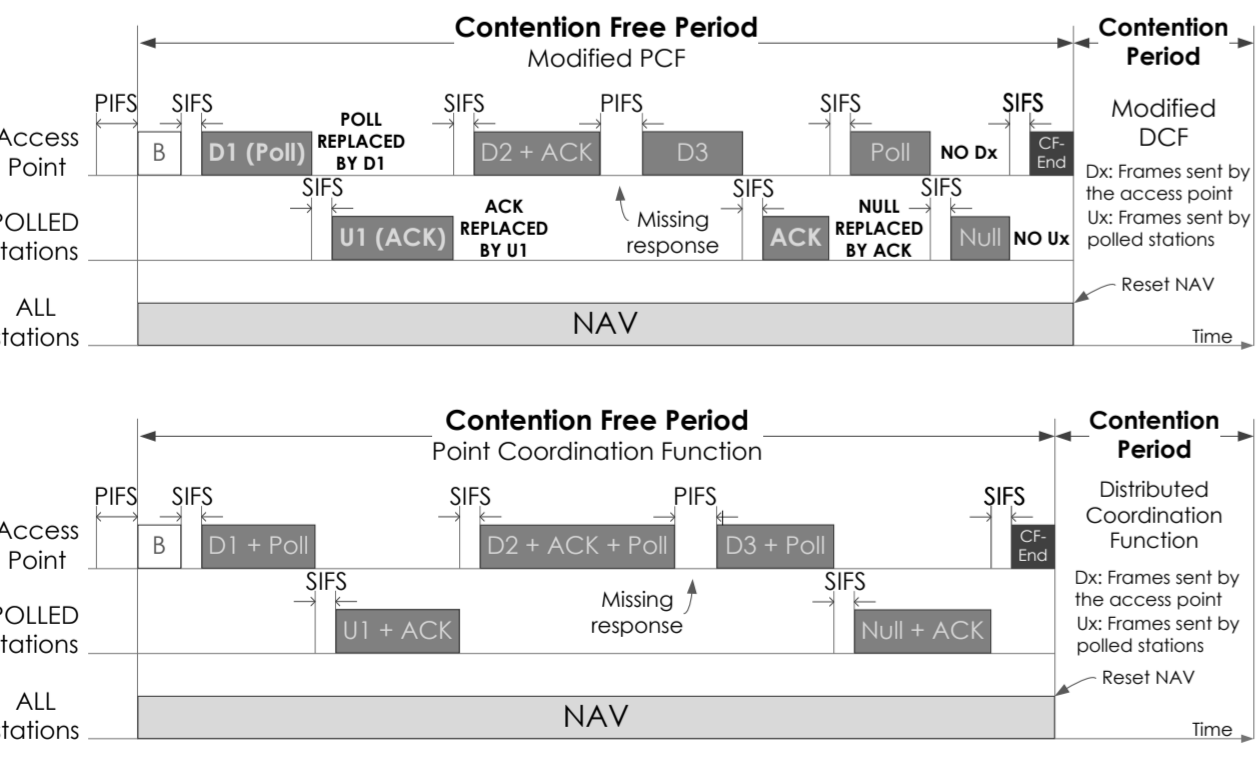 Contention Free Period
Modified PCF
Contention
Period
PIFS SIFS SIFS PIFS SIFS SIFS
Access
Point
B
D1 (Poll)
POLL
REPLACED
BY D1
D2 + ACK
D3
Poll
NO Dx
CF-
End
Modified
DCF
Dx: Frames sent by
the access point
Ux: Frames sent by
polled stations
SIFS SIFS SIFS
POLLED
stations
U1 (ACK)
ACK
REPLACED
BY U1
Missing
response
ACK
NULL
REPLACED
BY ACK
Null
NO Ux
Reset NAV
ALL
stations
NAV
Time
Contention Free Period
Point Coordination Function
Contention
Period
PIFS SIFS SIFS PIFS SIFS
Access
Point
B
D1 + Poll
D2 + ACK + Poll
D3 + Poll
CF-
End
Distributed
Coordination
Function
Dx: Frames sent by
the access point
Ux: Frames sent by
polled stations
SIFS SIFS
POLLED
stations
U1 + ACK
Missing
response
Null + ACK
Reset NAV
ALL
stations
NAV
Time